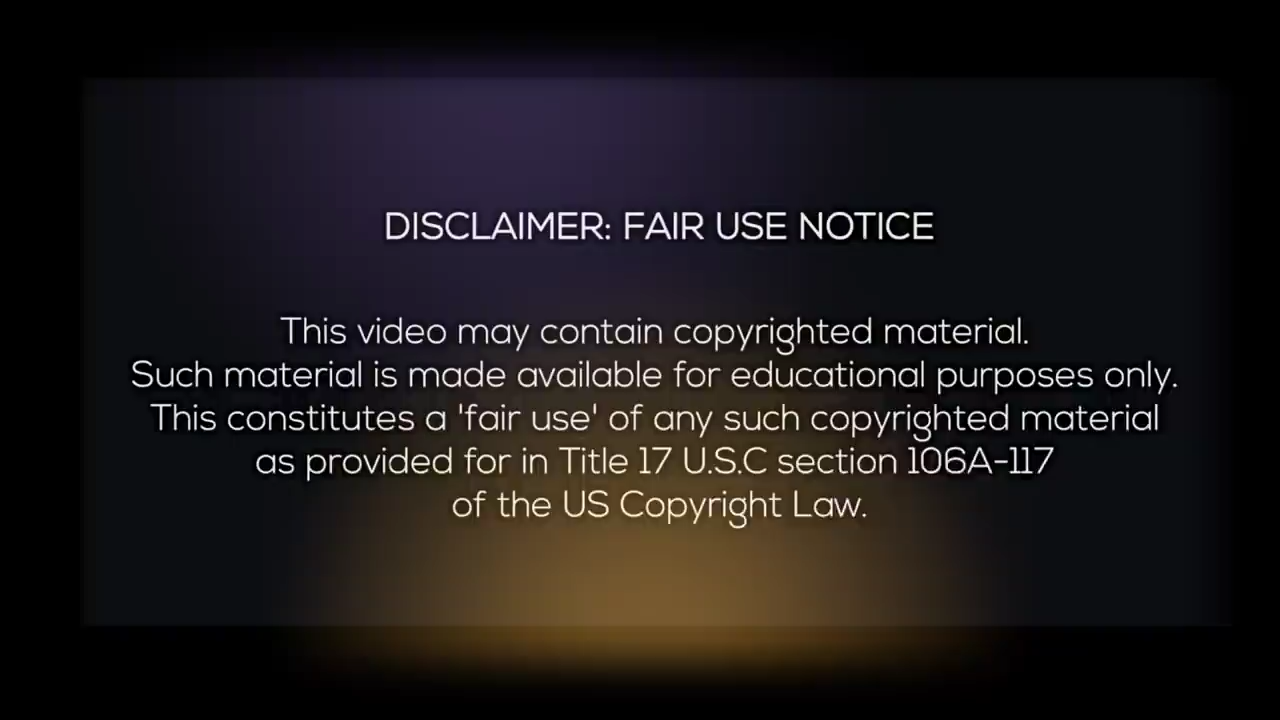 DISCLAIMER: FAIR USE NOTICE
This video may contain copyrighted material.
Such material is made available for educational purposes only.
This constitutes a 'fair use' of any such copyrighted material
as provided for in Title 17 U.S.C section 106A-117
of the US Copyright Law.